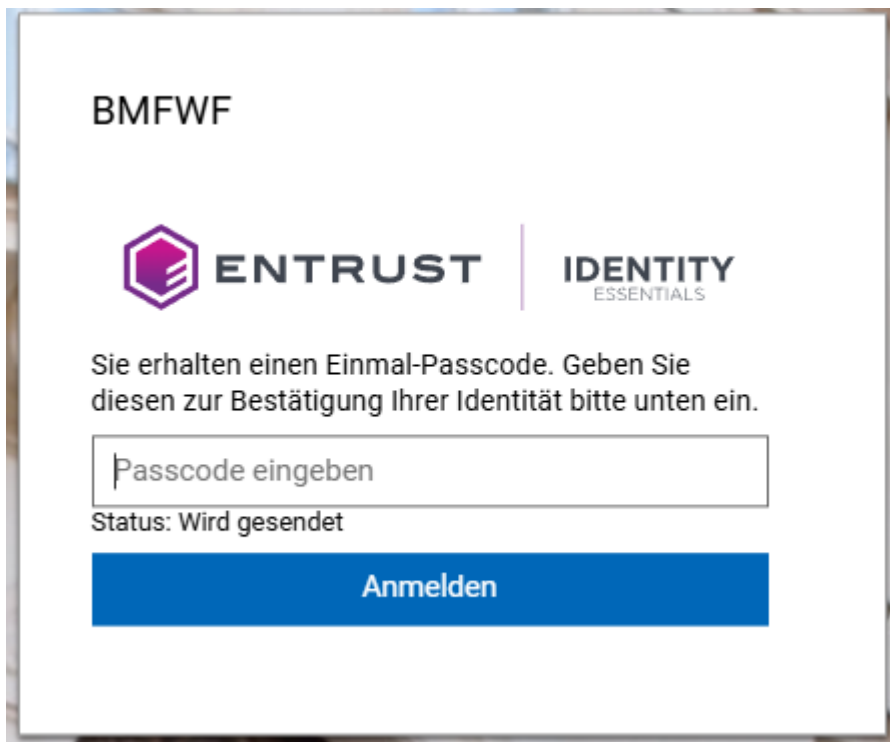 BMFWF
ENTRUST
IDENTITY
ESSENTIALS
Sie erhalten einen Einmal-Passcode. Geben Sie
diesen zur Bestätigung Ihrer Identität bitte unten ein.
Passcode eingeben
Status: Wird gesendet
Anmelden